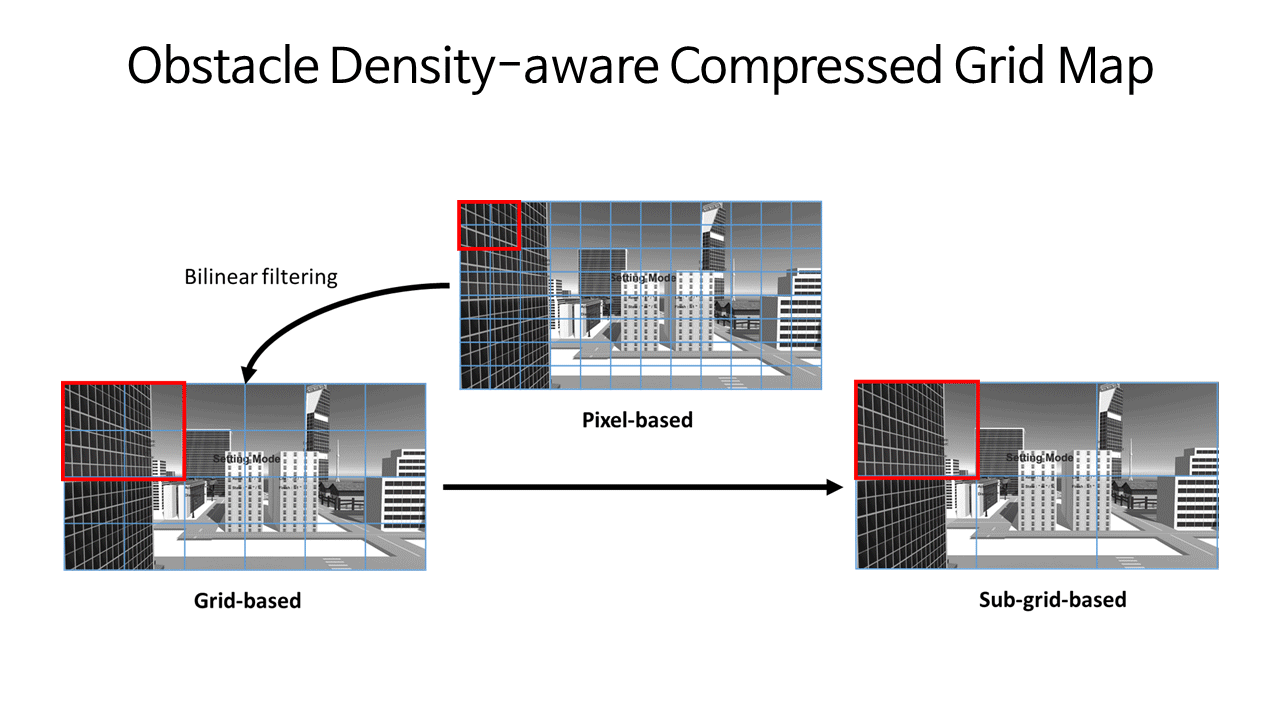 Obstacle Density-aware Compressed Grid Map
Bilinear filtering
Setting Mode
Pixel-based
Setting Mode
Setting Mode
Grid-based
Sub-grid-based